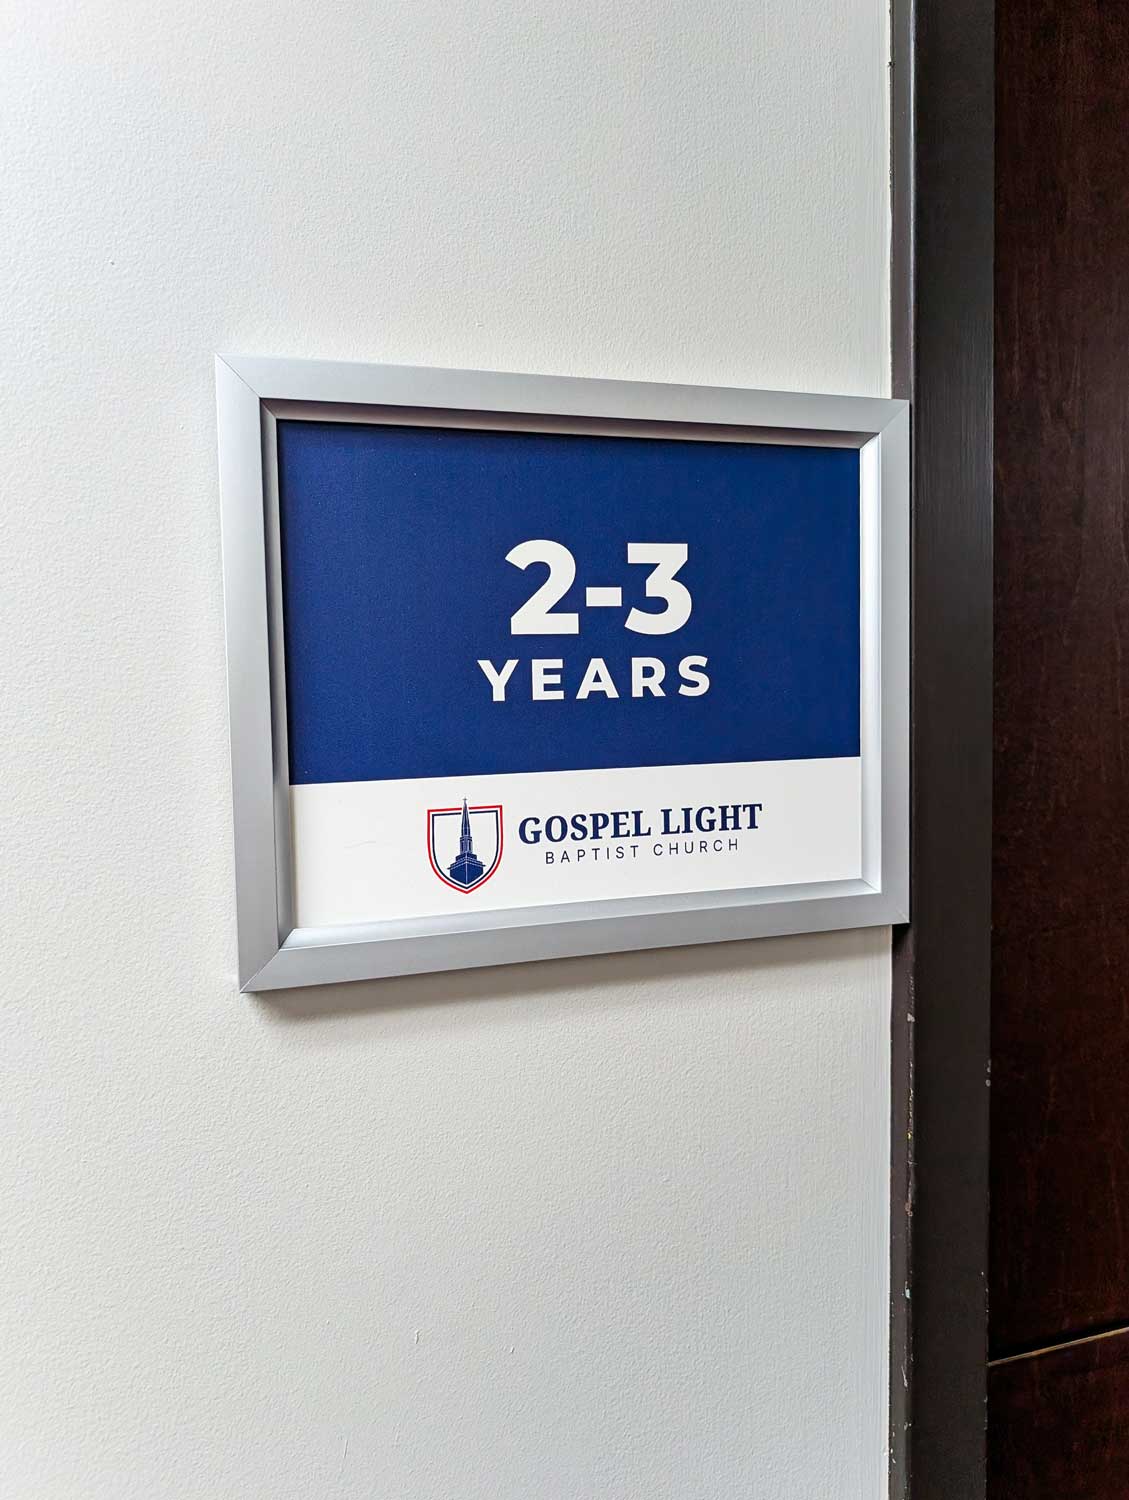 2-3
YEARS
GOSPEL LIGHT
BAPTIST CHURCH